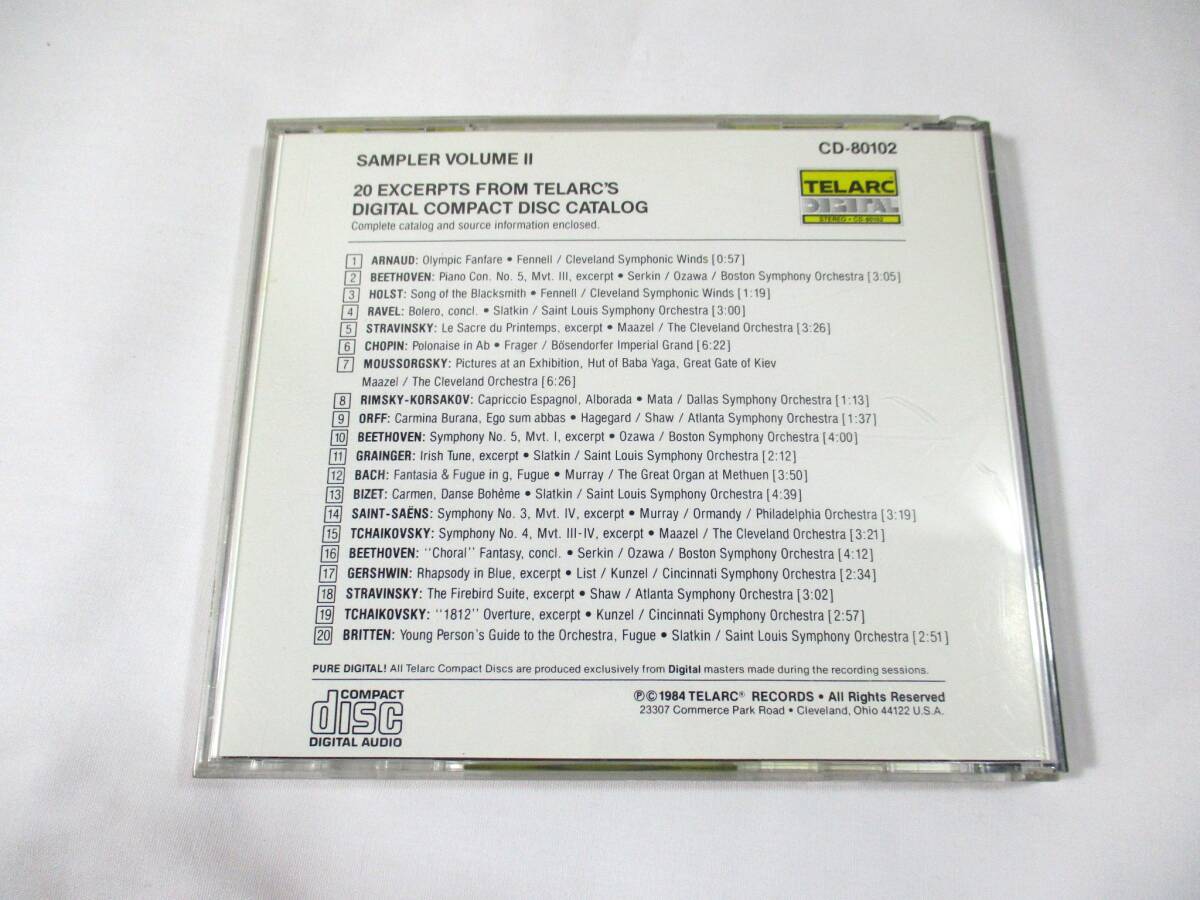 SAMPLER VOLUME II
CD-80102
20 EXCERPTS FROM TELARC'S
DIGITAL COMPACT DISC CATALOG
Complete catalog and source information enclosed.
TELARC
DIGITAL
STEREO • CD-80102
1 ARNAUD: Olympic Fanfare • Fennell / Cleveland Symphonic Winds [0:57]
2 BEETHOVEN: Piano Con. No. 5, Mvt. III, excerpt • Serkin / Ozawa / Boston Symphony Orchestra [3:05]
3 HOLST: Song of the Blacksmith • Fennell / Cleveland Symphonic Winds [1:19]
4 RAVEL: Bolero, concl. • Slatkin / Saint Louis Symphony Orchestra [3:00]
5 STRAVINSKY: Le Sacre du Printemps, excerpt • Maazel / The Cleveland Orchestra [3:26]
6 CHOPIN: Polonaise in Ab • Frager / Bösendorfer Imperial Grand [6:22]
7 MOUSSORGSKY: Pictures at an Exhibition, Hut of Baba Yaga, Great Gate of Kiev
Maazel / The Cleveland Orchestra [6:26]
8 RIMSKY-KORSAKOV: Capriccio Espagnol, Alborada • Mata / Dallas Symphony Orchestra [1:13]
9 ORFF: Carmina Burana, Ego sum abbas • Hagegard / Shaw / Atlanta Symphony Orchestra [1:37]
10 BEETHOVEN: Symphony No. 5, Mvt. I, excerpt • Ozawa / Boston Symphony Orchestra [4:00]
11 GRAINGER: Irish Tune, excerpt • Slatkin / Saint Louis Symphony Orchestra [2:12]
12 BACH: Fantasia & Fugue in g, Fugue • Murray / The Great Organ at Methuen [3:50]
13 BIZET: Carmen, Danse Bohème • Slatkin / Saint Louis Symphony Orchestra [4:39]
14 SAINT-SAËNS: Symphony No. 3, Mvt. IV, excerpt • Murray / Ormandy / Philadelphia Orchestra [3:19]
15 TCHAIKOVSKY: Symphony No. 4, Mvt. III-IV, excerpt • Maazel / The Cleveland Orchestra [3:21]
16 BEETHOVEN: "Choral" Fantasy, concl. • Serkin / Ozawa / Boston Symphony Orchestra [4:12]
17 GERSHWIN: Rhapsody in Blue, excerpt • List / Kunzel / Cincinnati Symphony Orchestra [2:34]
18 STRAVINSKY: The Firebird Suite, excerpt • Shaw / Atlanta Symphony Orchestra [3:02]
19 TCHAIKOVSKY: "1812" Overture, excerpt • Kunzel / Cincinnati Symphony Orchestra [2:57]
20 BRITTEN: Young Person's Guide to the Orchestra, Fugue • Slatkin / Saint Louis Symphony Orchestra [2:51]
PURE DIGITAL! All Telarc Compact Discs are produced exclusively from Digital masters made during the recording sessions.
COMPACT
disc
DIGITAL AUDIO
℗©1984 TELARC® RECORDS • All Rights Reserved
23307 Commerce Park Road • Cleveland, Ohio 44122 U.S.A.